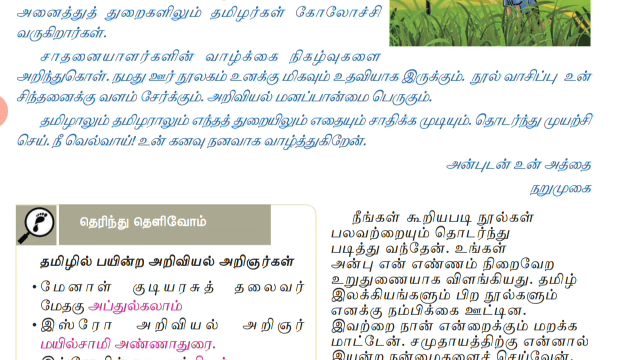 அனைத்துத் துறைகளிலும் தமிழர்கள் கோலோச்சி
வருகிறார்கள்.
சாதனையாளர்களின் வாழ்க்கை நிகழ்வுகளை
அறிந்துகொள். நமது ஊர் நூலகம் உனக்கு மிகவும் உதவியாக இருக்கும். நூல் வாசிப்பு உன்
சிந்தனைக்கு வளம் சேர்க்கும். அறிவியல் மனப்பான்மை பெருகும்.
தமிழாலும் தமிழராலும் எந்தத் துறையிலும் எதையும் சாதிக்க முடியும். தொடர்ந்து முயற்சி
செய். நீ வெல்வாய்! உன் கனவு நனவாக வாழ்த்துகிறேன்.
அன்புடன் உன் அத்தை
நறுமுகை
தெரிந்து தெளிவோம்
தமிழில் பயின்ற அறிவியல் அறிஞர்கள்
• மேனாள் குடியரசுத் தலைவர்
மேதகு அப்துல்கலாம்
• இஸ்ரோ அறிவியல் அறிஞர்
மயில்சாமி அண்ணாதுரை.
நீங்கள் கூறியபடி நூல்கள்
பலவற்றையும் தொடர்ந்து
படித்து வந்தேன். உங்கள்
அன்பு என் எண்ணம் நிறைவேற
உறுதுணையாக விளங்கியது. தமிழ்
இலக்கியங்களும் பிற நூல்களும்
எனக்கு நம்பிக்கை ஊட்டின.
இவற்றை நான் என்றைக்கும் மறக்க
மாட்டேன். சமுதாயத்திற்கு என்னால்
இயன்ற நன்மைகளைச் செய்வேன்.